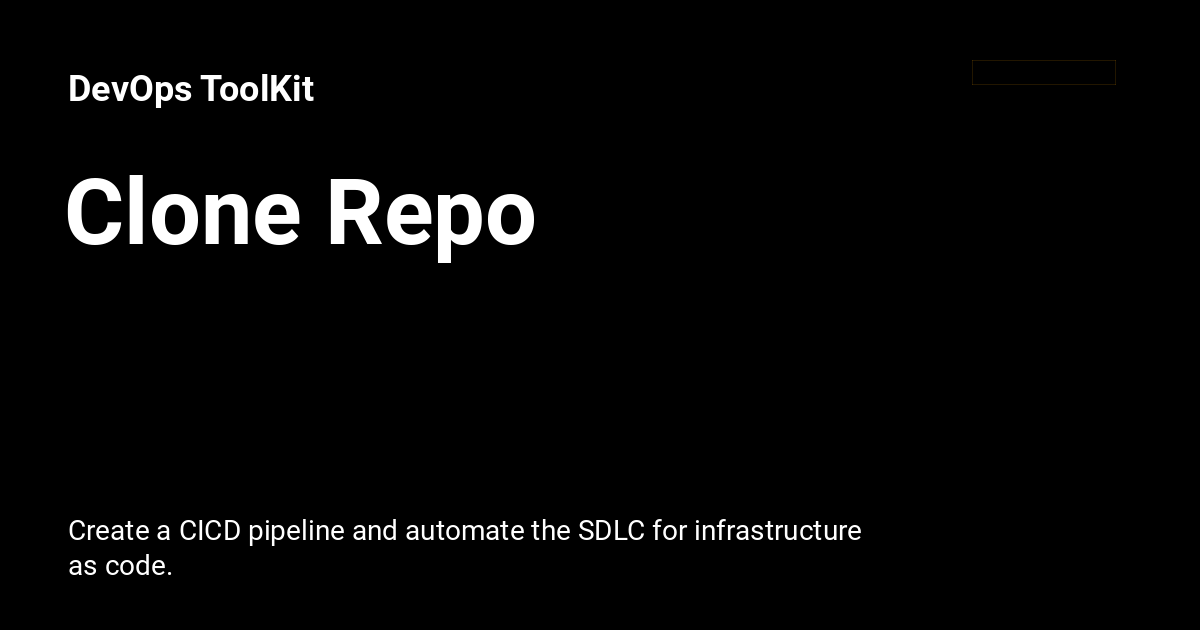 DevOps ToolKit
Clone Repo
Create a CICD pipeline and automate the SDLC for infrastructure
as code.